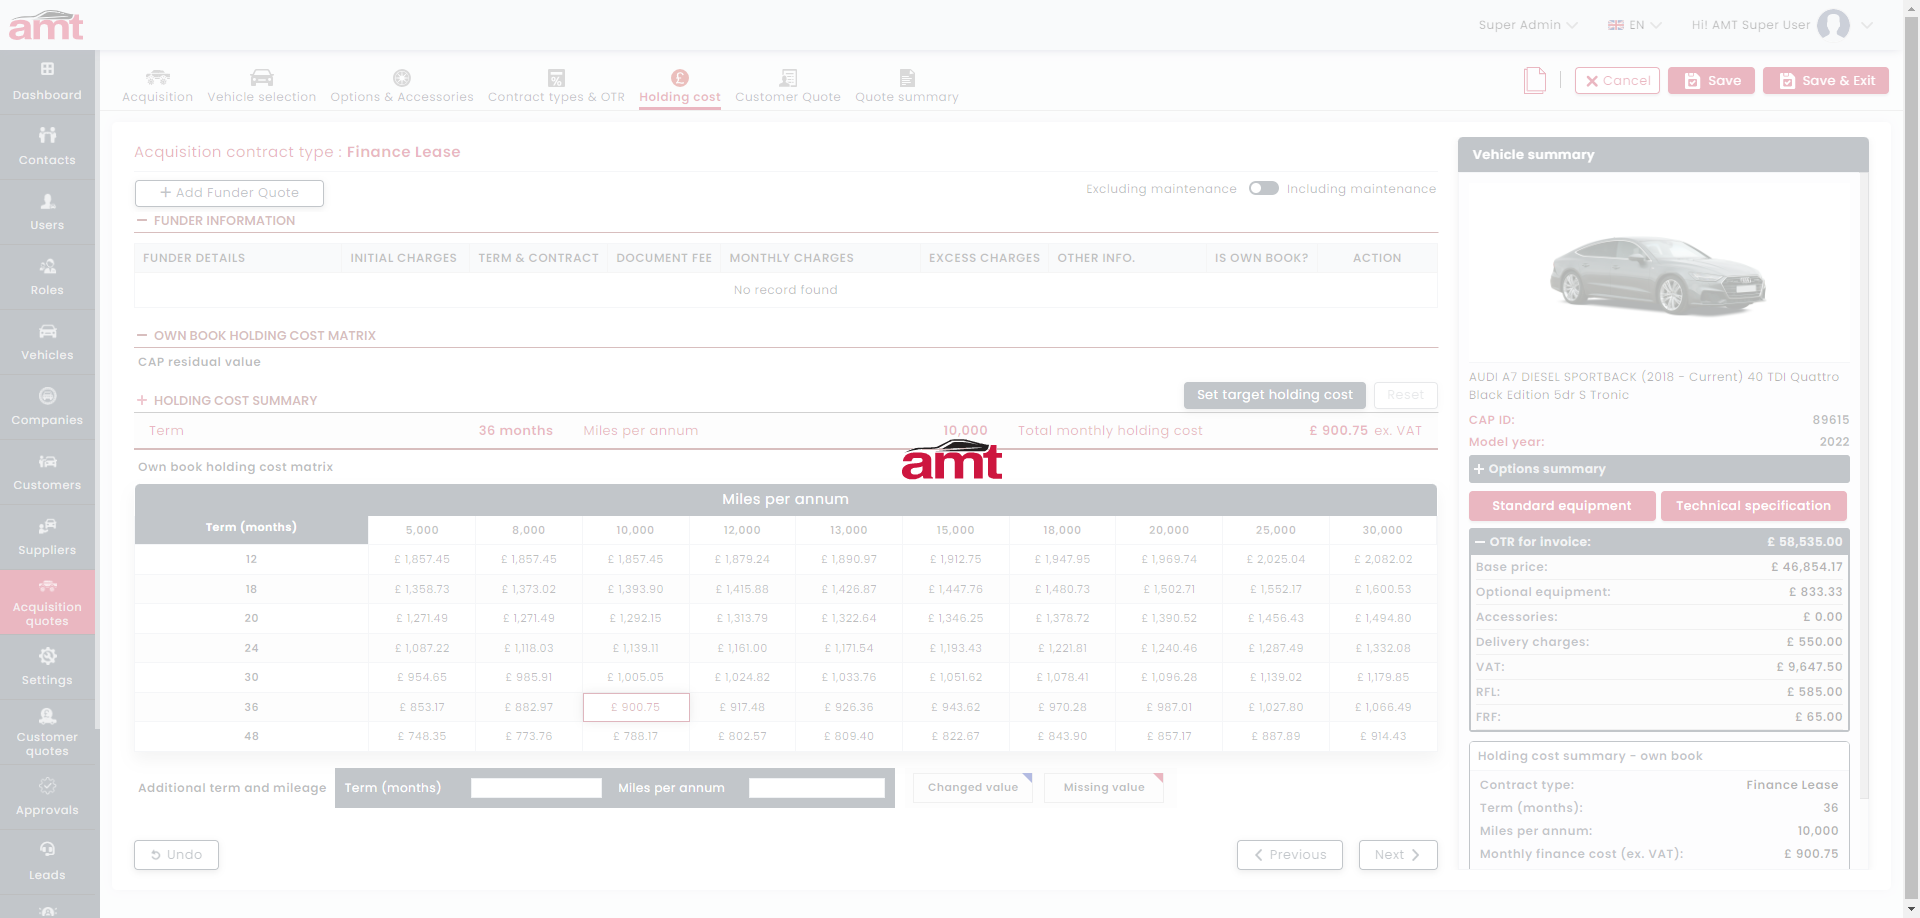 amt
Super Admin
EN
Hi! AMT Super User
Dashboard
Contacts
Users
Roles
Vehicles
Companies
Customers
Suppliers
Acquisition
quotes
Settings
Customer
quotes
Approvals
Leads
Acquisition
Vehicle selection
Options & Accessories
Contract types & OTR
Holding cost
Customer Quote
Quote summary
Cancel
Save
Save & Exit
Acquisition contract type : Finance Lease
+ Add Funder Quote
Excluding maintenance
Including maintenance
FUNDER INFORMATION
FUNDER DETAILS INITIAL CHARGES TERM & CONTRACT DOCUMENT FEE MONTHLY CHARGES EXCESS CHARGES OTHER INFO. IS OWN BOOK? ACTION
No record found
OWN BOOK HOLDING COST MATRIX
CAP residual value
HOLDING COST SUMMARY
Set target holding cost
Reset
Term 36 months Miles per annum 10,000 Total monthly holding cost £ 900.75 ex. VAT
amt
Own book holding cost matrix
Miles per annum
Term (months) 5,000 8,000 10,000 12,000 13,000 15,000 18,000 20,000 25,000 30,000
12 £ 1,857.45 £ 1,857.45 £ 1,857.45 £ 1,879.24 £ 1,890.97 £ 1,912.75 £ 1,947.95 £ 1,969.74 £ 2,025.04 £ 2,082.02
18 £ 1,358.73 £ 1,373.02 £ 1,393.90 £ 1,415.88 £ 1,426.87 £ 1,447.76 £ 1,480.73 £ 1,502.71 £ 1,552.17 £ 1,600.53
20 £ 1,271.49 £ 1,271.49 £ 1,292.15 £ 1,313.79 £ 1,322.64 £ 1,346.25 £ 1,378.72 £ 1,390.52 £ 1,456.43 £ 1,494.80
24 £ 1,087.22 £ 1,118.03 £ 1,139.11 £ 1,161.00 £ 1,171.54 £ 1,193.43 £ 1,221.81 £ 1,240.46 £ 1,287.49 £ 1,332.08
30 £ 954.65 £ 985.91 £ 1,005.05 £ 1,024.82 £ 1,033.76 £ 1,051.62 £ 1,078.41 £ 1,096.28 £ 1,139.02 £ 1,179.85
36 £ 853.17 £ 882.97 £ 900.75 £ 917.48 £ 926.36 £ 943.62 £ 970.28 £ 987.01 £ 1,027.80 £ 1,066.49
48 £ 748.35 £ 773.76 £ 788.17 £ 802.57 £ 809.40 £ 822.67 £ 843.90 £ 857.17 £ 887.89 £ 914.43
Additional term and mileage
Term (months)
Miles per annum
Changed value
Missing value
Undo
Previous
Next
Vehicle summary
AUDI A7 DIESEL SPORTBACK (2018 - Current) 40 TDI Quattro
Black Edition 5dr S Tronic
CAP ID: 89615
Model year: 2022
+ Options summary
Standard equipment
Technical specification
OTR for invoice: £ 58,535.00
Base price: £ 46,854.17
Optional equipment: £ 833.33
Accessories: £ 0.00
Delivery charges: £ 550.00
VAT: £ 9,647.50
RFL: £ 585.00
FRF: £ 65.00
Holding cost summary - own book
Contract type: Finance Lease
Term (months): 36
Miles per annum: 10,000
Monthly finance cost (ex. VAT): £ 900.75